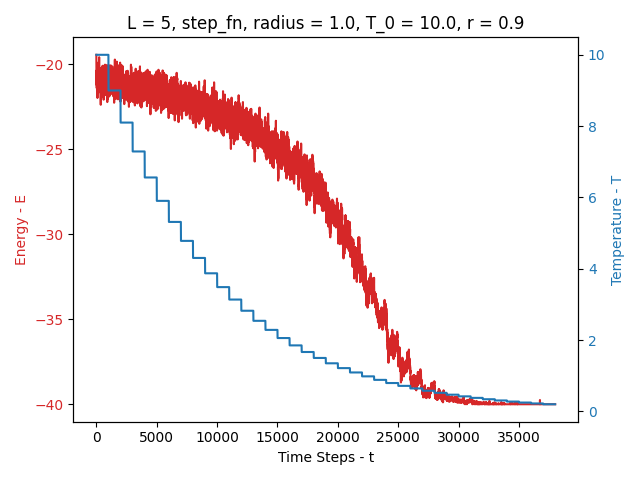 L = 5, step_fn, radius = 1.0, T_0 = 10.0, r = 0.9
−20
−25
−30
−35
−40
Energy - E
10
8
6
4
2
0
Temperature - T
0 5000 10000 15000 20000 25000 30000 35000
Time Steps - t